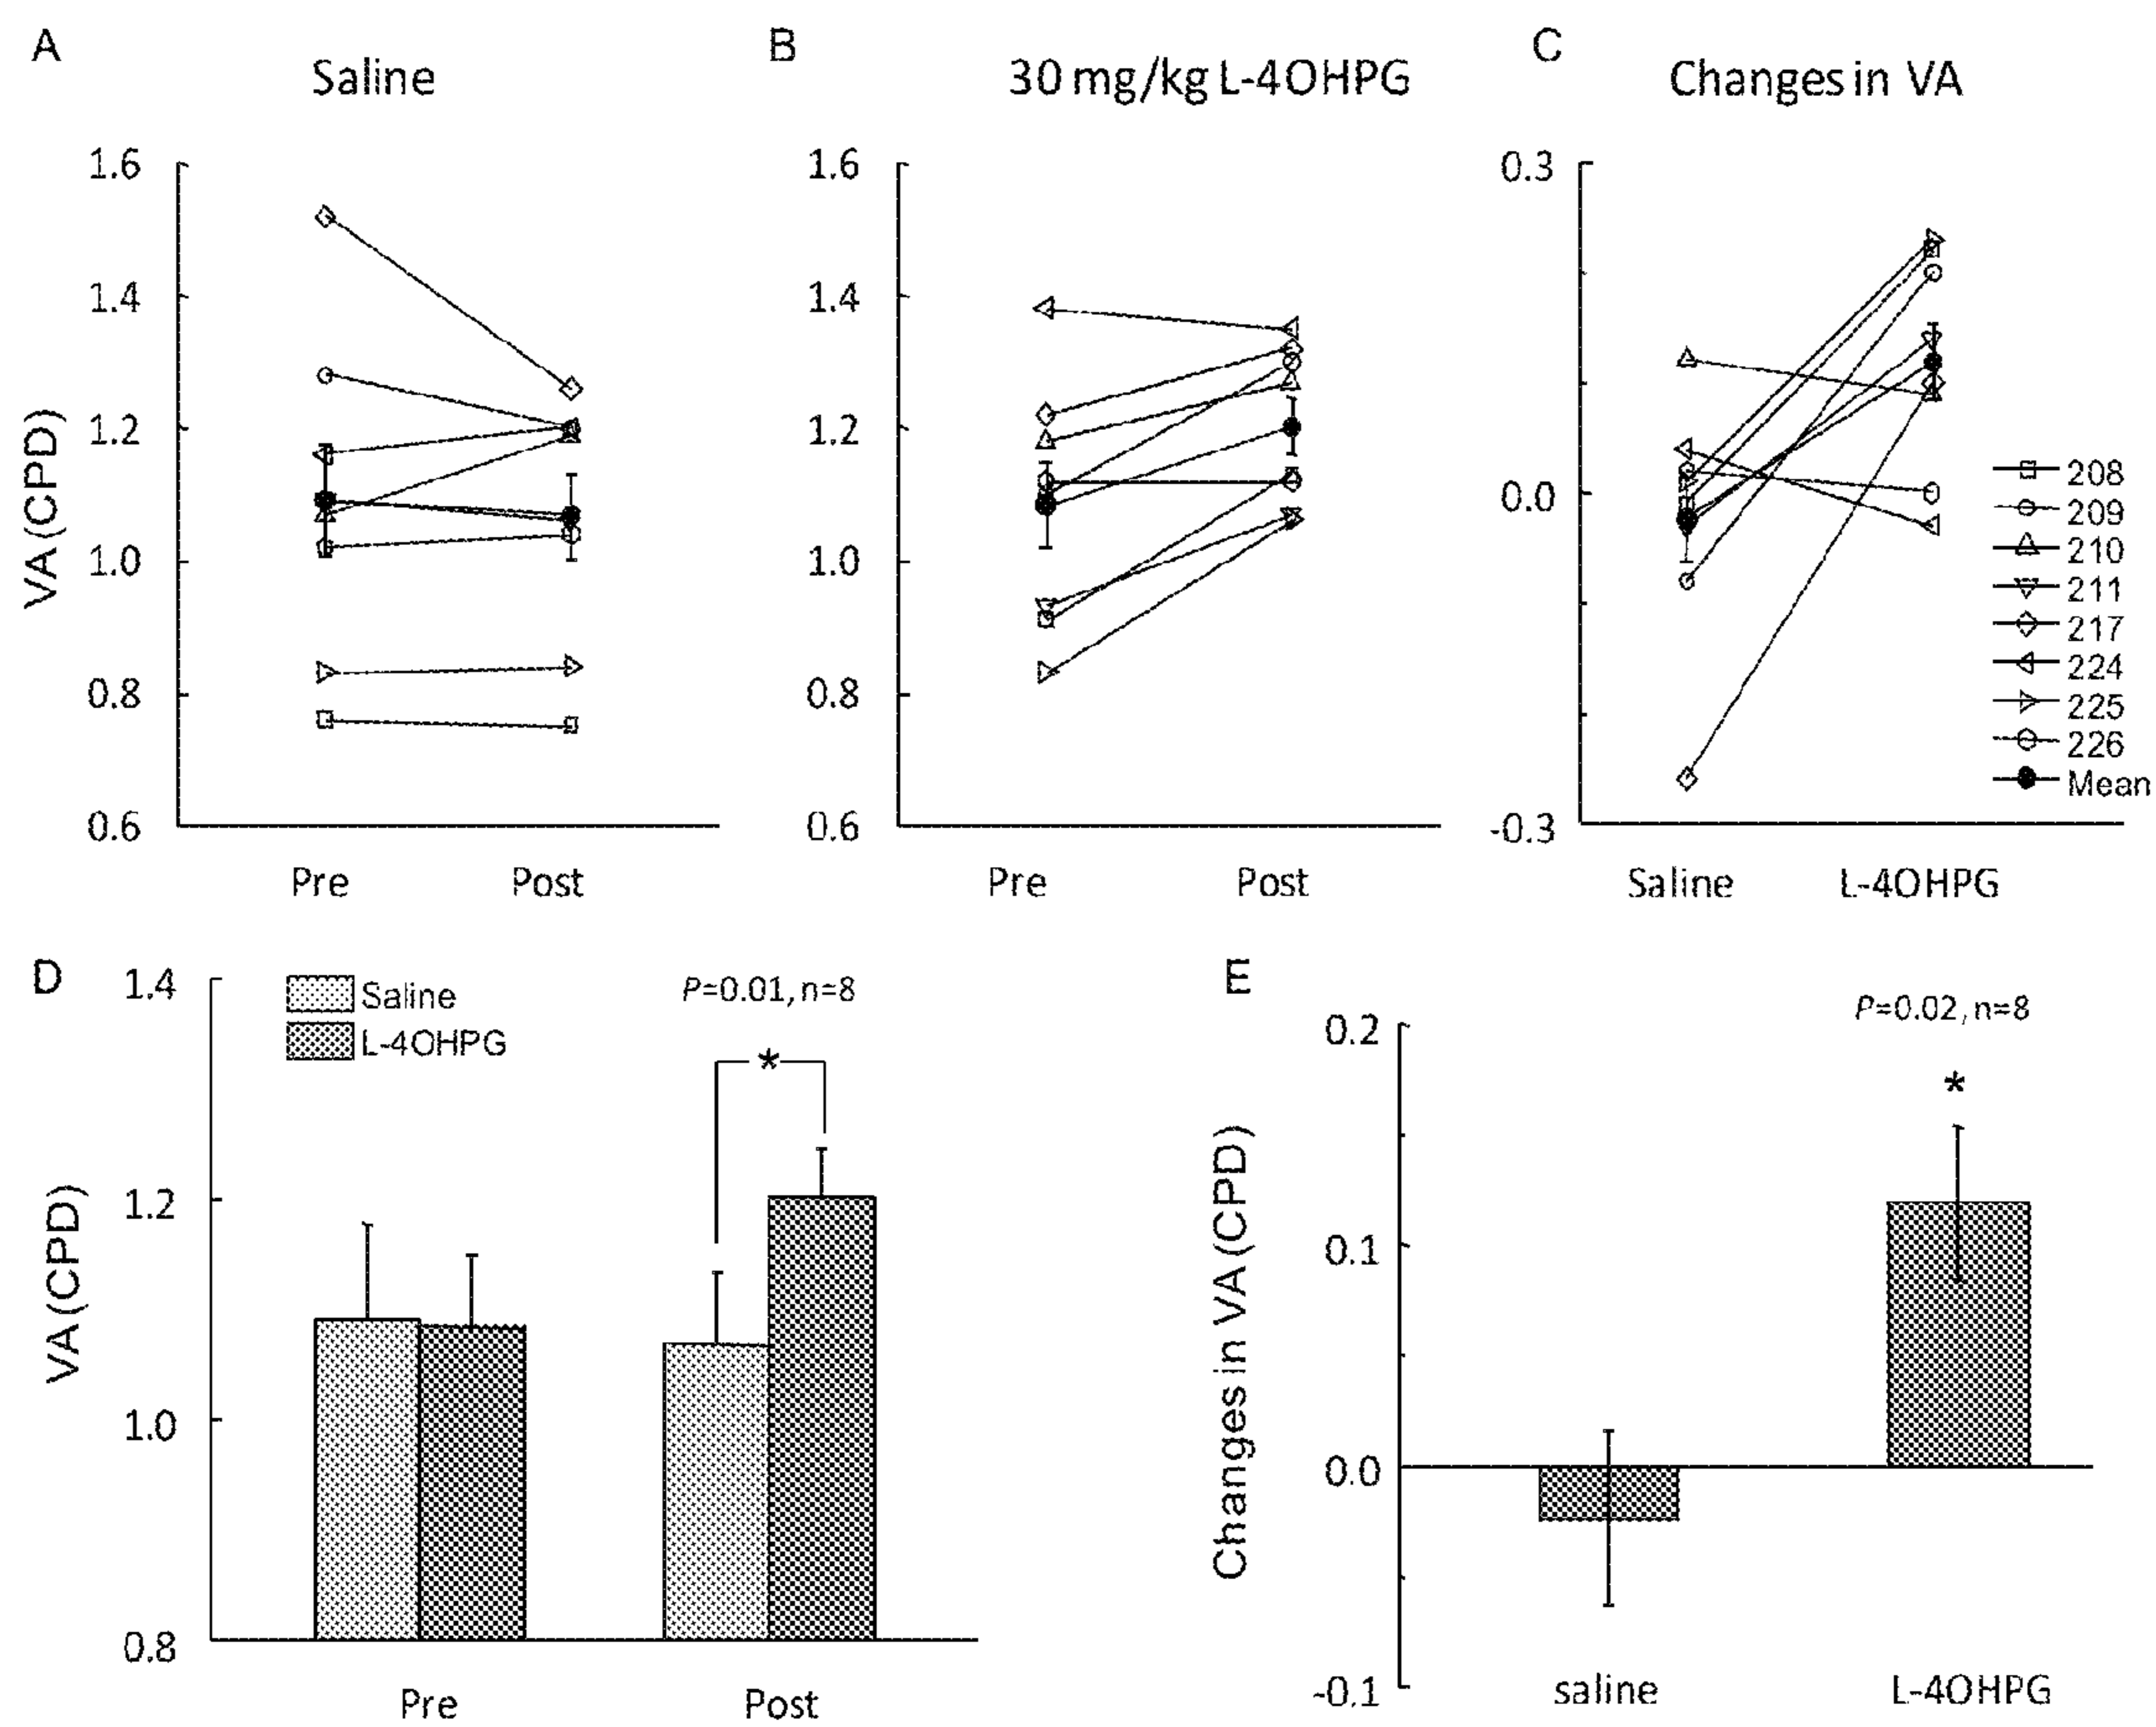 A
Saline
1.6
1.4
1.2
1.0
0.8
0.6
VA (CPD)
Pre Post
B
30 mg/kg L-4OHPG
1.6
1.4
1.2
1.0
0.8
0.6
Pre Post
C
Changes in VA
0.3
0.0
-0.3
208
209
210
211
217
224
225
226
Mean
Saline L-4OHPG
D
1.4
1.2
1.0
0.8
VA (CPD)
Saline
L-4OHPG
P=0.01, n=8
*
Pre Post
E
0.2
0.1
0.0
-0.1
Changes in VA (CPD)
P=0.02, n=8
*
saline L-4OHPG